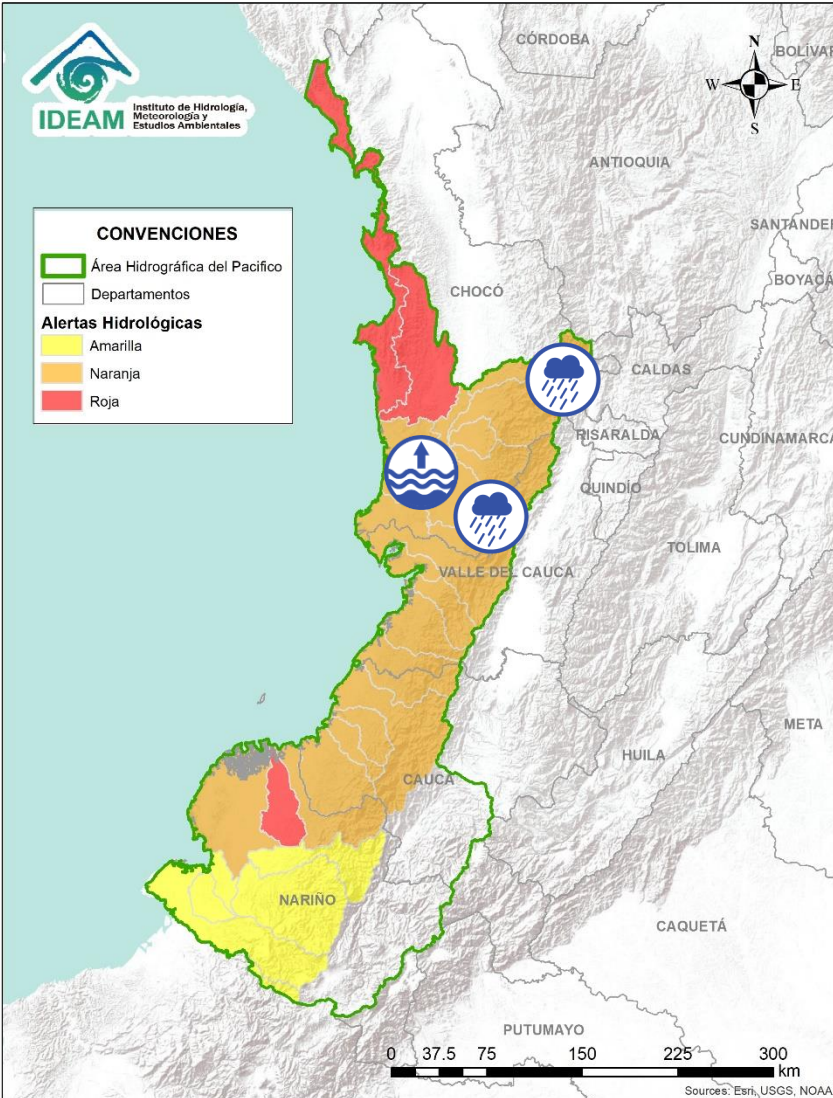 IDEAM
Instituto de Hidrología,
Meteorología y
Estudios Ambientales
CONVENCIONES
Área Hidrográfica del Pacifico
Departamentos
Alertas Hidrológicas
Amarilla
Naranja
Roja
N
W
E
S
CÓRDOBA
BOLÍVAR
ANTIOQUIA
SANTANDER
BOYACÁ
CHOCÓ
CALDAS
RISARALDA
CUNDINAMARCA
QUINDÍO
TOLIMA
VALLE DEL CAUCA
META
HUILA
CAUCA
NARIÑO
CAQUETÁ
PUTUMAYO
0 37.5 75 150 225 300
km
Sources: Esri, USGS, NOAA